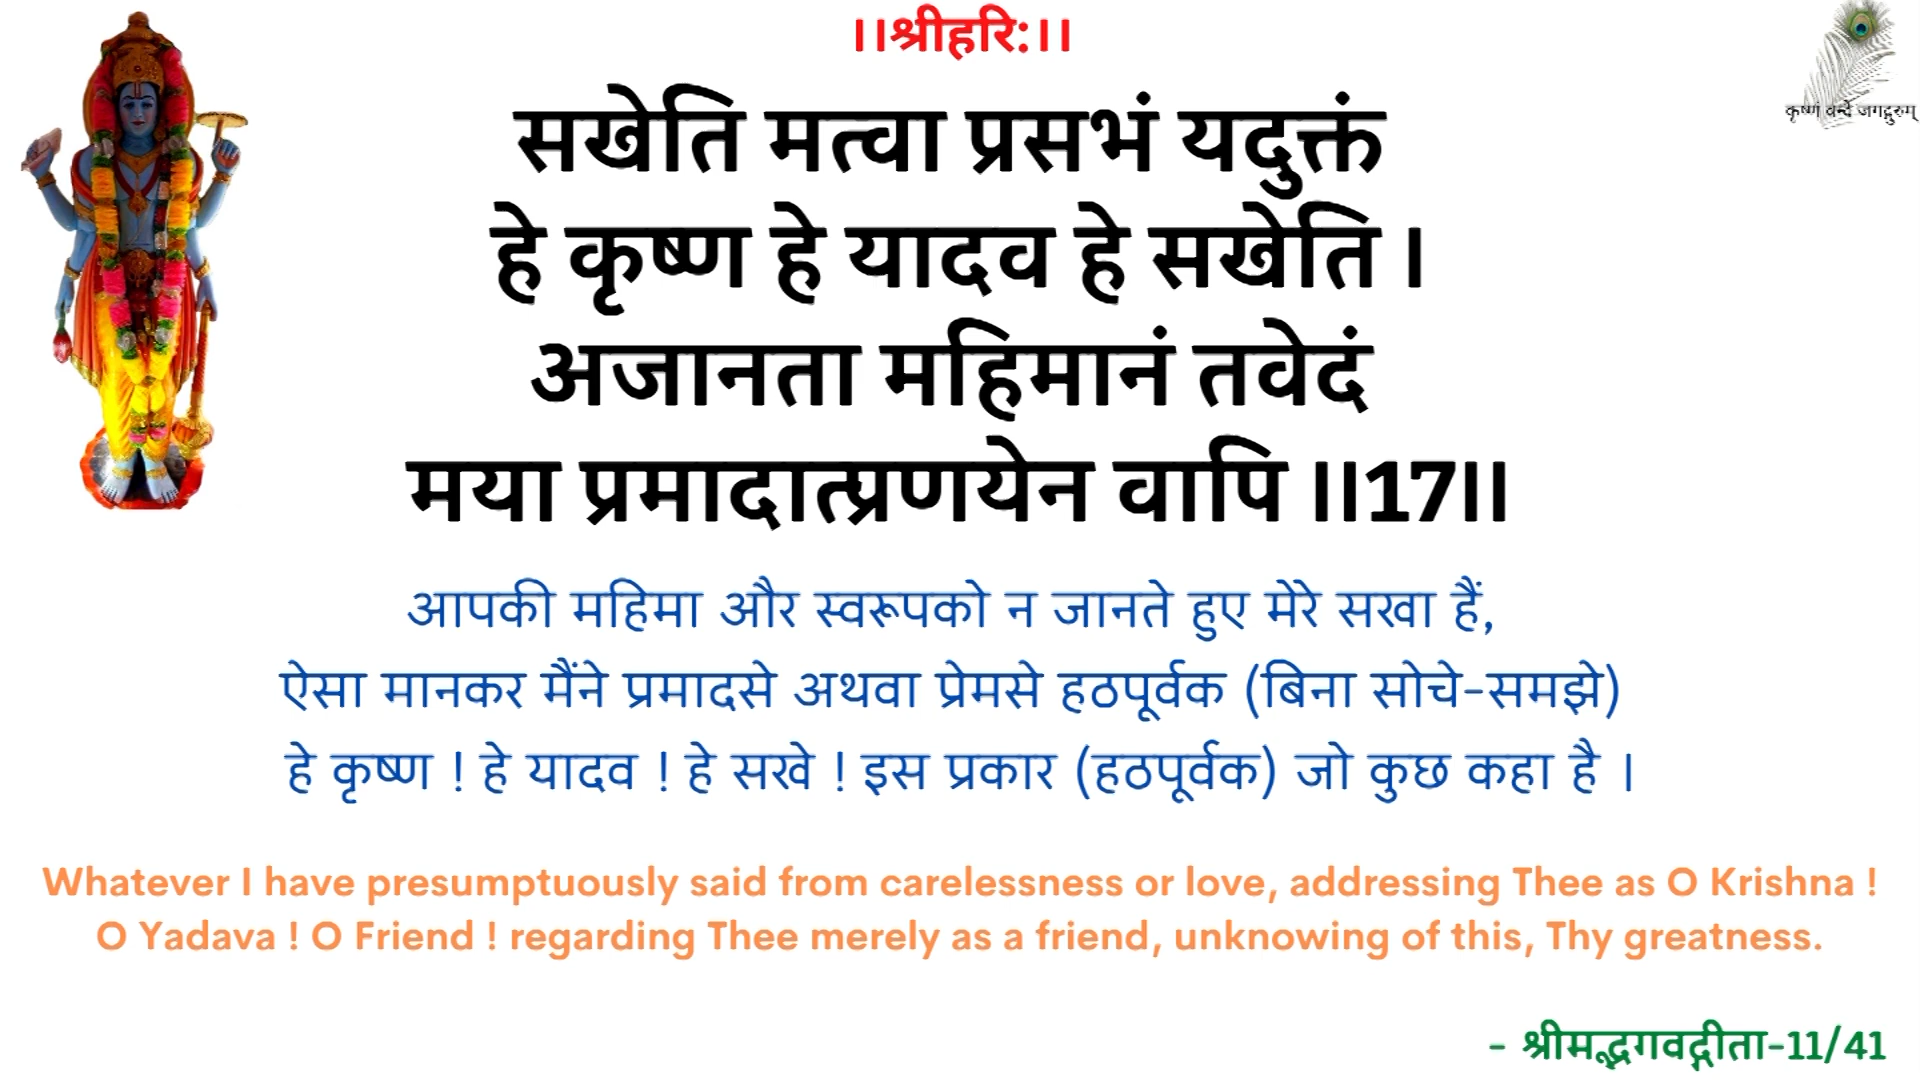 ।।श्रीहरि:।।
कृष्णं वन्दे जगद्गुरुम्
सखेति मत्वा प्रसभं यदुक्तं
हे कृष्ण हे यादव हे सखेति ।
अजानता महिमानं तवेदं
मया प्रमादात्प्रणयेन वापि ।।17।।
आपकी महिमा और स्वरूपको न जानते हुए मेरे सखा हैं,
ऐसा मानकर मैंने प्रमादसे अथवा प्रेमसे हठपूर्वक (बिना सोचे-समझे)
हे कृष्ण ! हे यादव ! हे सखे ! इस प्रकार (हठपूर्वक) जो कुछ कहा है ।
Whatever I have presumptuously said from carelessness or love, addressing Thee as O Krishna !
O Yadava ! O Friend ! regarding Thee merely as a friend, unknowing of this, Thy greatness.
- श्रीमद्भगवद्गीता-11/41